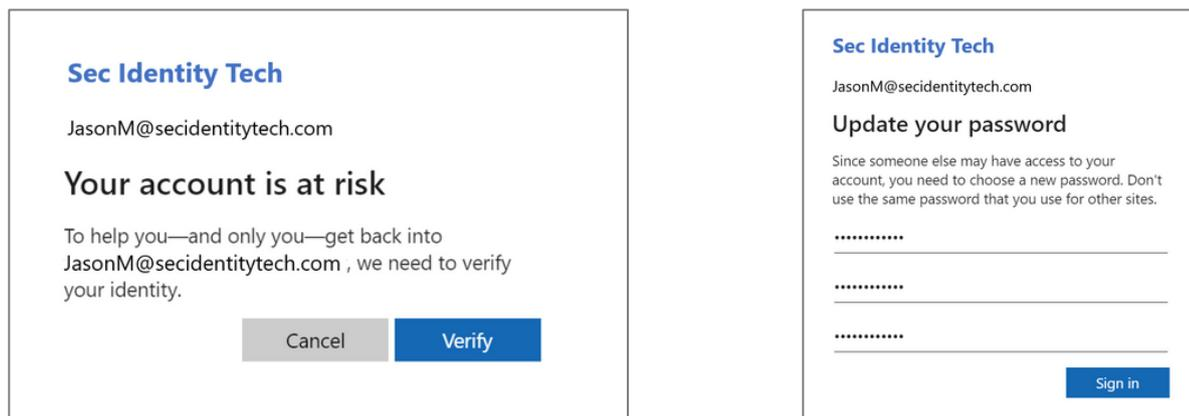 Sec Identity Tech
JasonM@secidentitytech.com
Your account is at risk
To help you—and only you—get back into
JasonM@secidentitytech.com , we need to verify
your identity.
Cancel
Verify
Sec Identity Tech
JasonM@secidentitytech.com
Update your password
Since someone else may have access to your
account, you need to choose a new password. Don't
use the same password that you use for other sites.
••••••••••••
••••••••••••
••••••••••••
Sign in